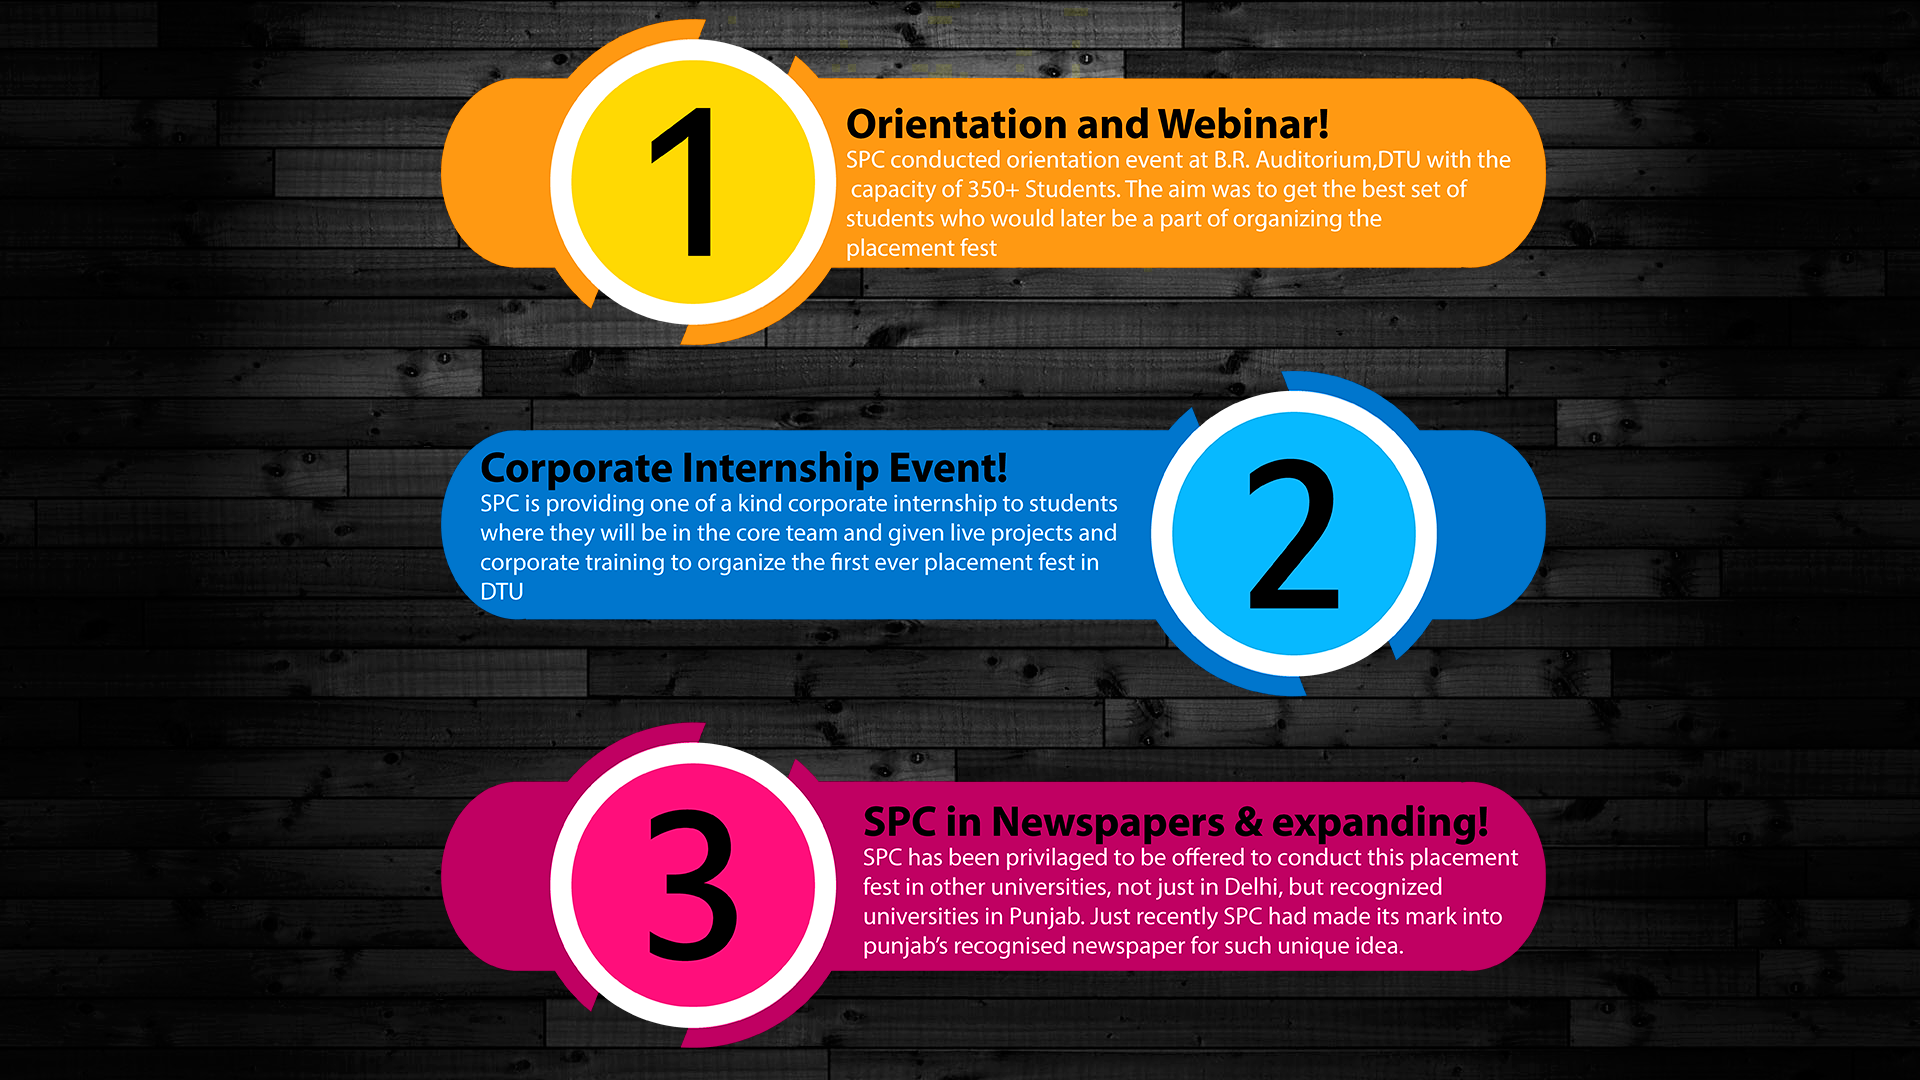 1
Orientation and Webinar!
SPC conducted orientation event at B.R. Auditorium,DTU with the
capacity of 350+ Students. The aim was to get the best set of
students who would later be a part of organizing the
placement fest
Corporate Internship Event!
SPC is providing one of a kind corporate internship to students
where they will be in the core team and given live projects and
corporate training to organize the first ever placement fest in
DTU
2
3
SPC in Newspapers & expanding!
SPC has been privilaged to be offered to conduct this placement
fest in other universities, not just in Delhi, but recognized
universities in Punjab. Just recently SPC had made its mark into
punjab’s recognised newspaper for such unique idea.